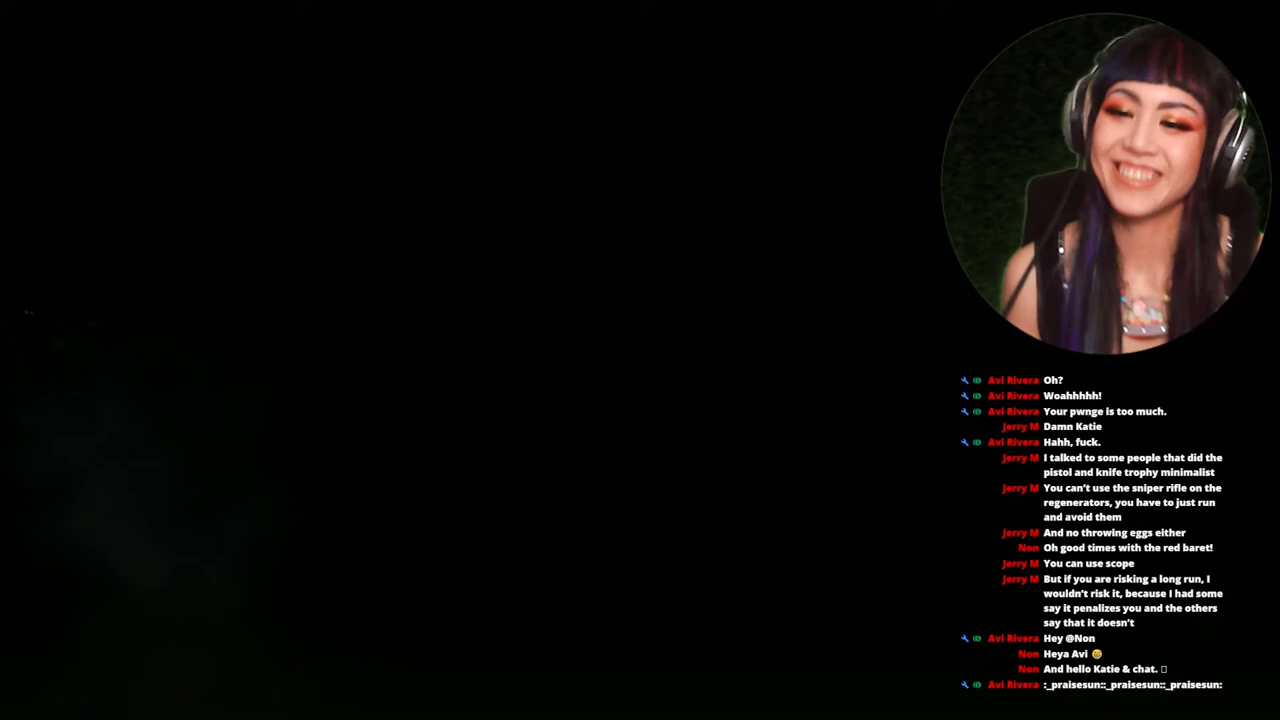 Avi Rivera Oh?
Avi Rivera Woahhhhh!
Avi Rivera Your pwnge is too much.
Jerry M Damn Katie
Avi Rivera Hahh, fuck.
Jerry M I talked to some people that did the
pistol and knife trophy minimalist
Jerry M You can't use the sniper rifle on the
regenerators, you have to just run
and avoid them
Jerry M And no throwing eggs either
Non Oh good times with the red baret!
Jerry M You can use scope
Jerry M But if you are risking a long run, I
wouldn't risk it, because I had some
say it penalizes you and the others
say that it doesn't
Avi Rivera Hey @Non
Non Heya Avi 🤓
Non And hello Katie & chat. 
Avi Rivera :_praisesun::_praisesun::_praisesun: